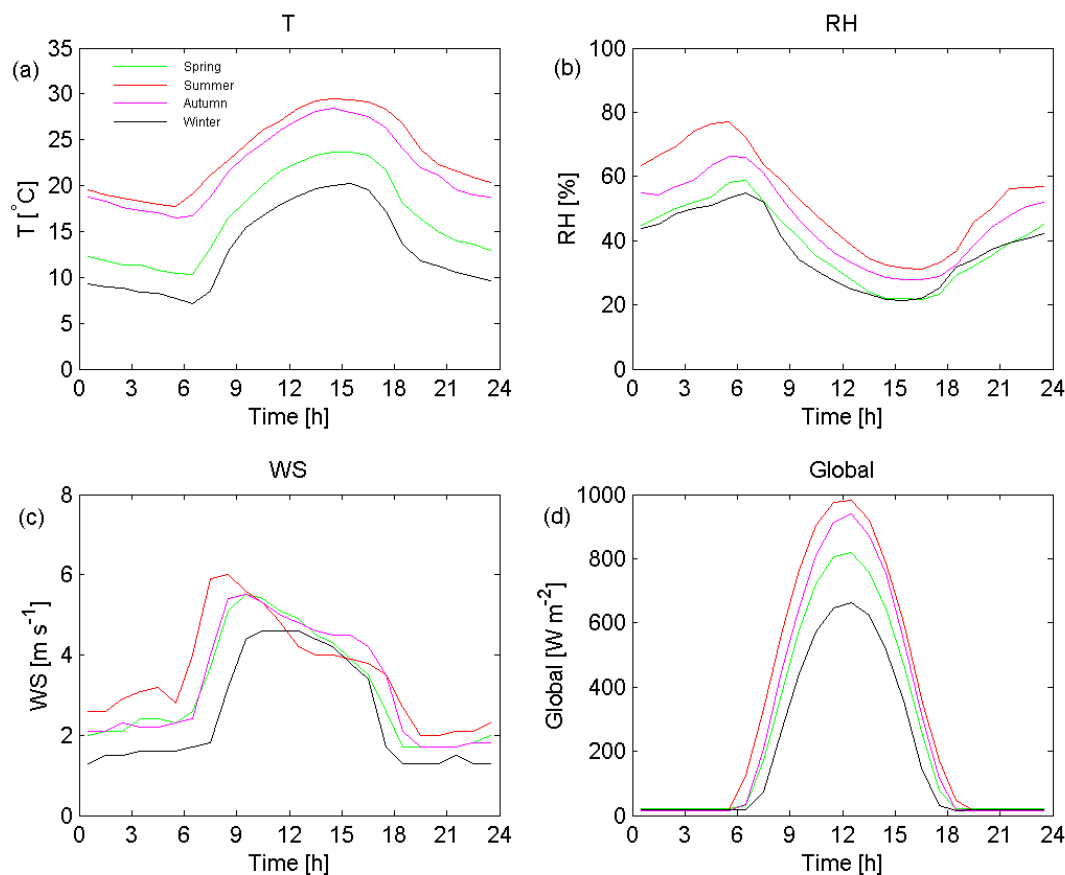 T
(a)
T [°C]
35
30
25
20
15
10
5
0
Spring
Summer
Autumn
Winter
0 3 6 9 12 15 18 21 24
Time [h]
RH
(b)
RH [%]
100
80
60
40
20
0
0 3 6 9 12 15 18 21 24
Time [h]
WS
(c)
WS [m s-1]
8
6
4
2
0
0 3 6 9 12 15 18 21 24
Time [h]
Global
(d)
Global [W m-2]
1000
800
600
400
200
0
0 3 6 9 12 15 18 21 24
Time [h]